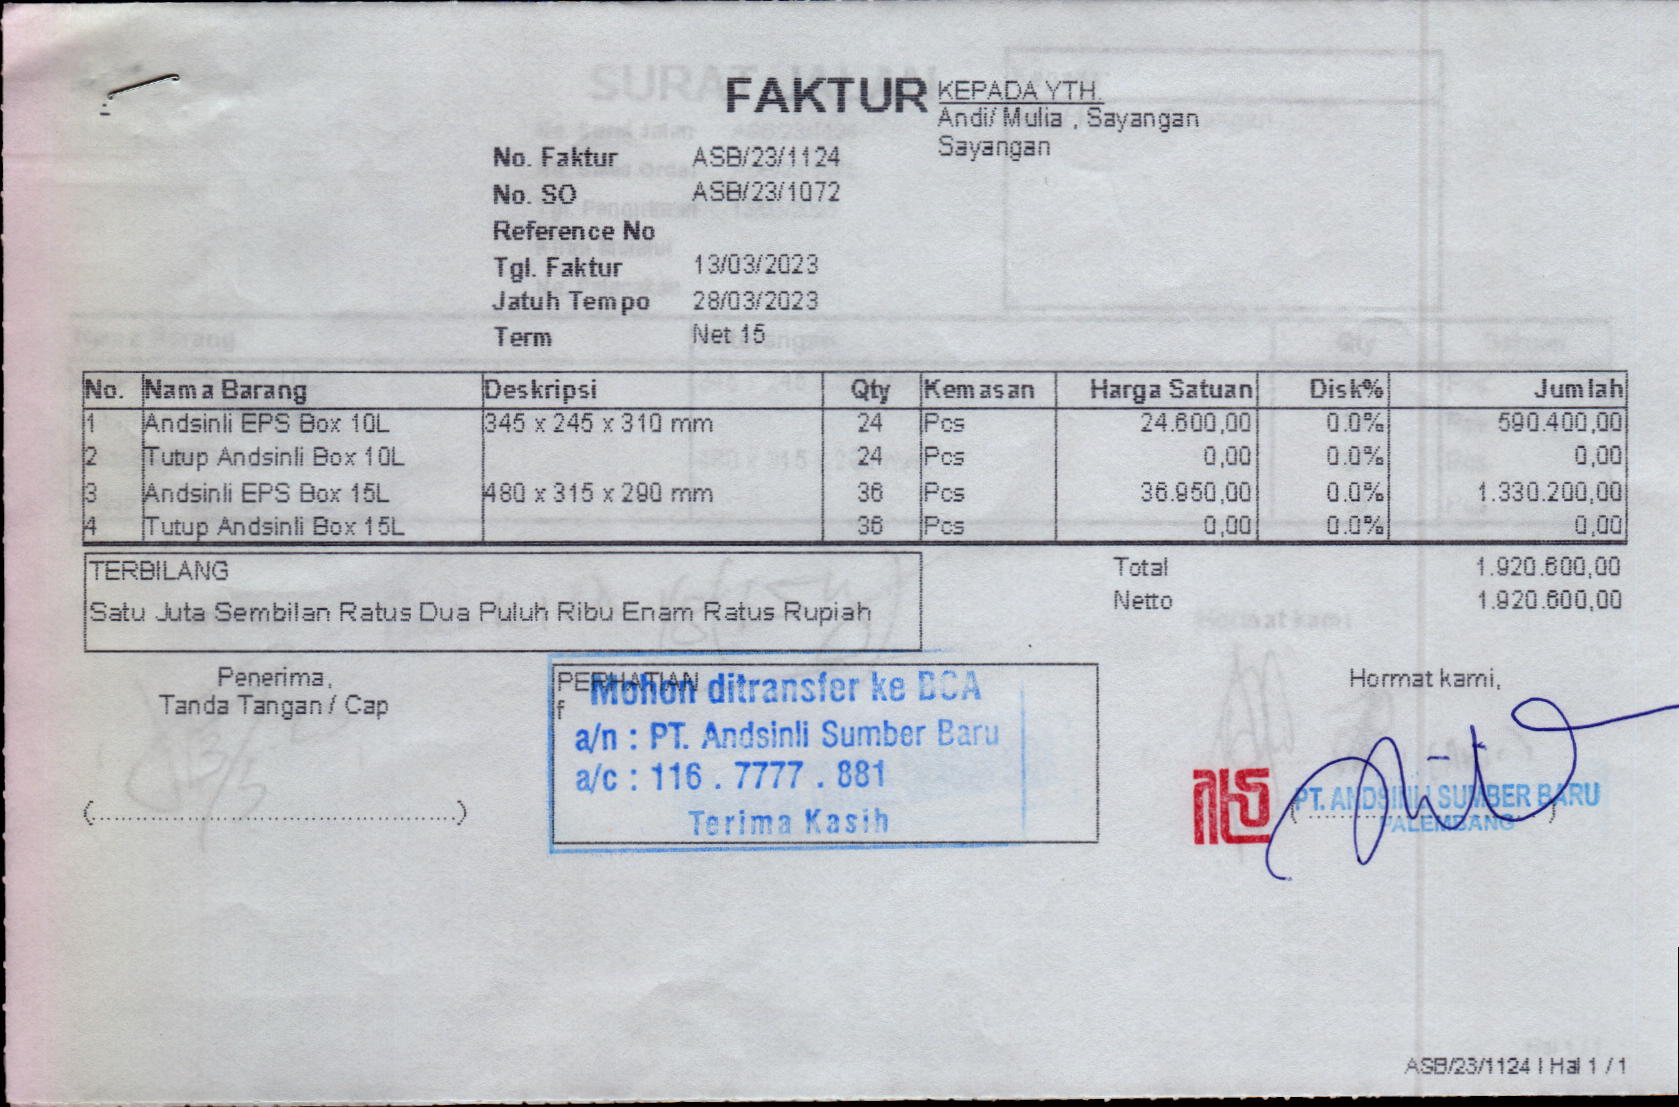 FAKTUR
KEPADA YTH.
Andi/ Mulia , Sayangan
Sayangan
No. Faktur ASB/23/1124
No. SO ASB/23/1072
Reference No
Tgl. Faktur 13/03/2023
Jatuh Tempo 28/03/2023
Term Net 15
No. Nama Barang Deskripsi Qty Kemasan Harga Satuan Disk% Jumlah
1 Andsinli EPS Box 10L 345 x 245 x 310 mm 24 Pcs 24.600,00 0.0% 590.400,00
2 Tutup Andsinli Box 10L 24 Pcs 0,00 0.0% 0,00
3 Andsinli EPS Box 15L 480 x 315 x 290 mm 36 Pcs 36.950,00 0.0% 1.330.200,00
4 Tutup Andsinli Box 15L 36 Pcs 0,00 0.0% 0,00
TERBILANG
Satu Juta Sembilan Ratus Dua Puluh Ribu Enam Ratus Rupiah
Total 1.920.600,00
Netto 1.920.600,00
Penerima,
Tanda Tangan / Cap
(................................................)
PERHATIAN
f
Mohon ditransfer ke BCA
a/n : PT. Andsinli Sumber Baru
a/c : 116 . 7777 . 881
Terima Kasih
Hormat kami,
PT. ANDSINLI SUMBER BARU
PALEMBANG
ASB/23/1124 | Hal 1 / 1